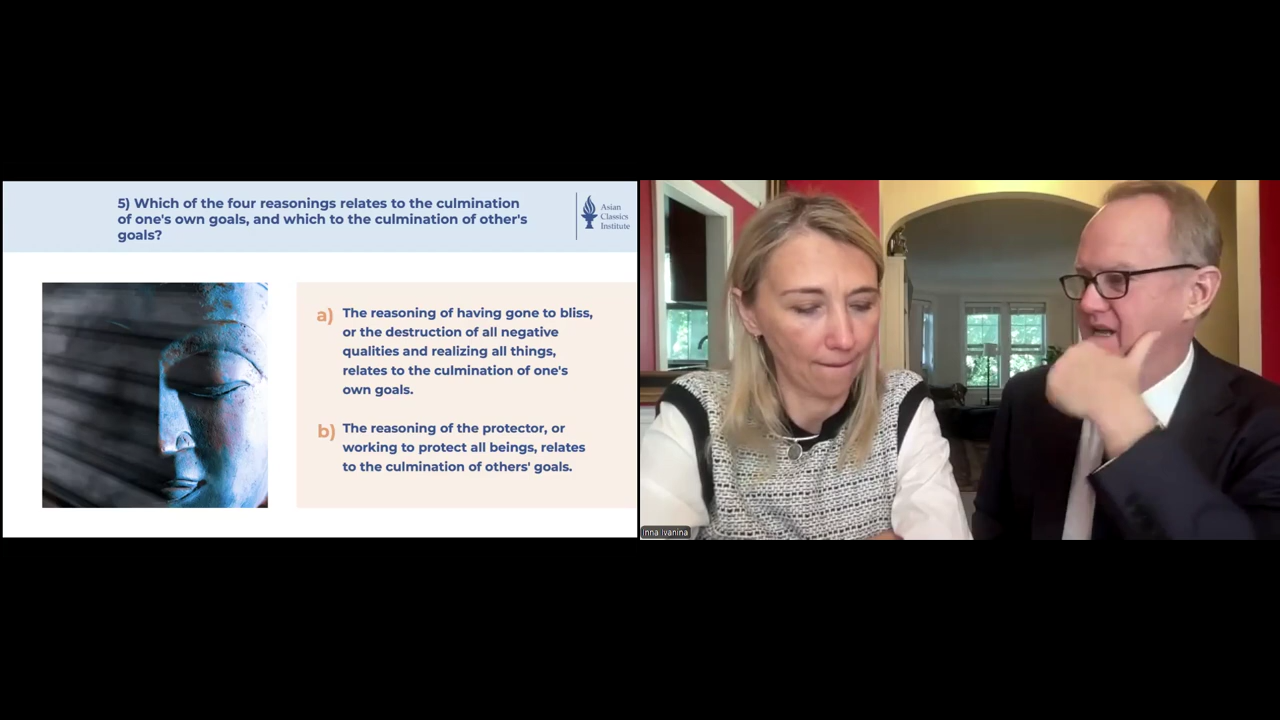 5) Which of the four reasonings relates to the culmination
of one's own goals, and which to the culmination of other's
goals?
Asian
Classics
Institute
a) The reasoning of having gone to bliss,
or the destruction of all negative
qualities and realizing all things,
relates to the culmination of one's
own goals.
b) The reasoning of the protector, or
working to protect all beings, relates
to the culmination of others' goals.
Inna Ivanina